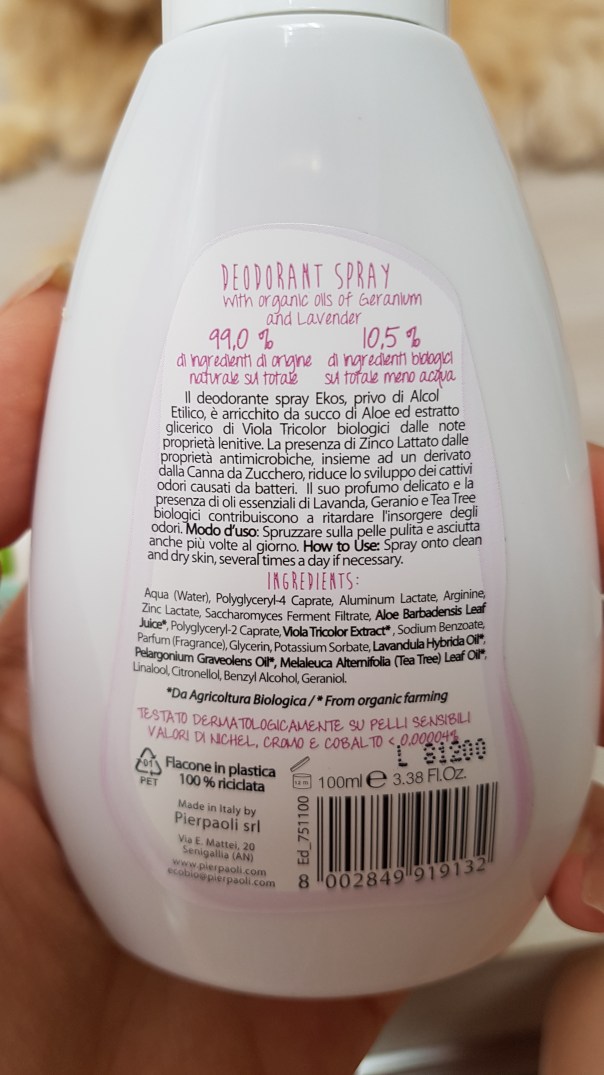 DEODORANT SPRAY
with organic oils of Geranium
and Lavender
99,0 % 10,5 %
di ingredienti di origine di ingredienti biologici
naturale sul totale sul totale meno acqua
Il deodorante spray Ekos, privo di Alcol
Etilico, è arricchito da succo di Aloe ed estratto
glicerico di Viola Tricolor biologici dalle note
proprietà lenitive. La presenza di Zinco Lattato dalle
proprietà antimicrobiche, insieme ad un derivato
dalla Canna da Zucchero, riduce lo sviluppo dei cattivi
odori causati da batteri. Il suo profumo delicato e la
presenza di oli essenziali di Lavanda, Geranio e Tea Tree
biologici contribuiscono a ritardare l'insorgere degli
odori. Modo d'uso: Spruzzare sulla pelle pulita e asciutta
anche più volte al giorno. How to Use: Spray onto clean
and dry skin, several times a day if necessary.
INGREDIENTS:
Aqua (Water), Polyglyceryl-4 Caprate, Aluminum Lactate, Arginine,
Zinc Lactate, Saccharomyces Ferment Filtrate, Aloe Barbadensis Leaf
Juice*, Polyglyceryl-2 Caprate, Viola Tricolor Extract*, Sodium Benzoate,
Parfum (Fragrance), Glycerin, Potassium Sorbate, Lavandula Hybrida Oil*,
Pelargonium Graveolens Oil*, Melaleuca Alternifolia (Tea Tree) Leaf Oil*,
Linalool, Citronellol, Benzyl Alcohol, Geraniol.
*Da Agricoltura Biologica / * From organic farming
TESTATO DERMATOLOGICAMENTE SU PELLI SENSIBILI
VALORI DI NICHEL, CROMO E COBALTO < 0,00004%
L 81200
01
PET
Flacone in plastica
100 % riciclata
12 m
100ml e 3.38 Fl.Oz.
Made in Italy by
Pierpaoli srl
Via E. Mattei, 20
Senigallia (AN)
www.pierpaoli.com
ecobio@pierpaoli.com
Ed_751100
8 002849 919132